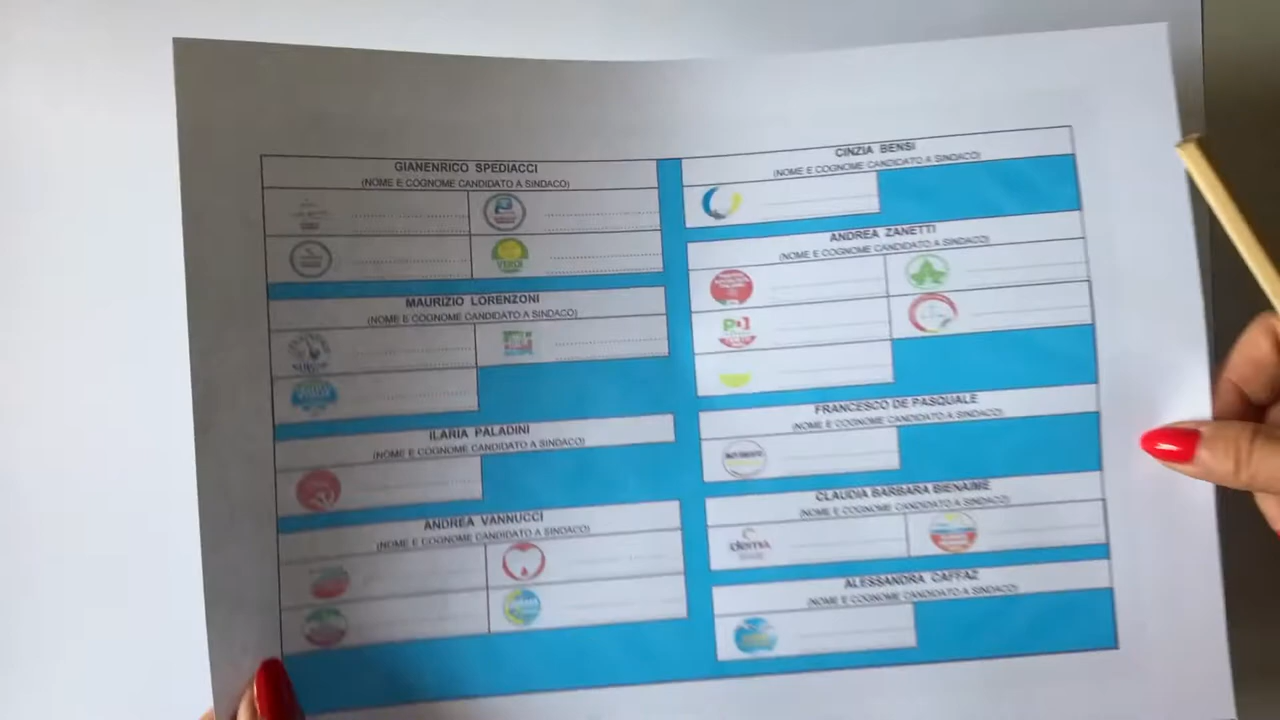 GIANENRICO SPEDIACCI
(NOME E COGNOME CANDIDATO A SINDACO)
VERDI
MAURIZIO LORENZONI
(NOME E COGNOME CANDIDATO A SINDACO)
ILARIA PALADINI
(NOME E COGNOME CANDIDATO A SINDACO)
ANDREA VANNUCCI
(NOME E COGNOME CANDIDATO A SINDACO)
CINZIA BENSI
(NOME E COGNOME CANDIDATO A SINDACO)
ANDREA ZANETTI
(NOME E COGNOME CANDIDATO A SINDACO)
FRANCESCO DE PASQUALE
(NOME E COGNOME CANDIDATO A SINDACO)
CLAUDIA BARBARA BIENAIMÈ
(NOME E COGNOME CANDIDATO A SINDACO)
dema
ALESSANDRA CAFFAZ
(NOME E COGNOME CANDIDATO A SINDACO)